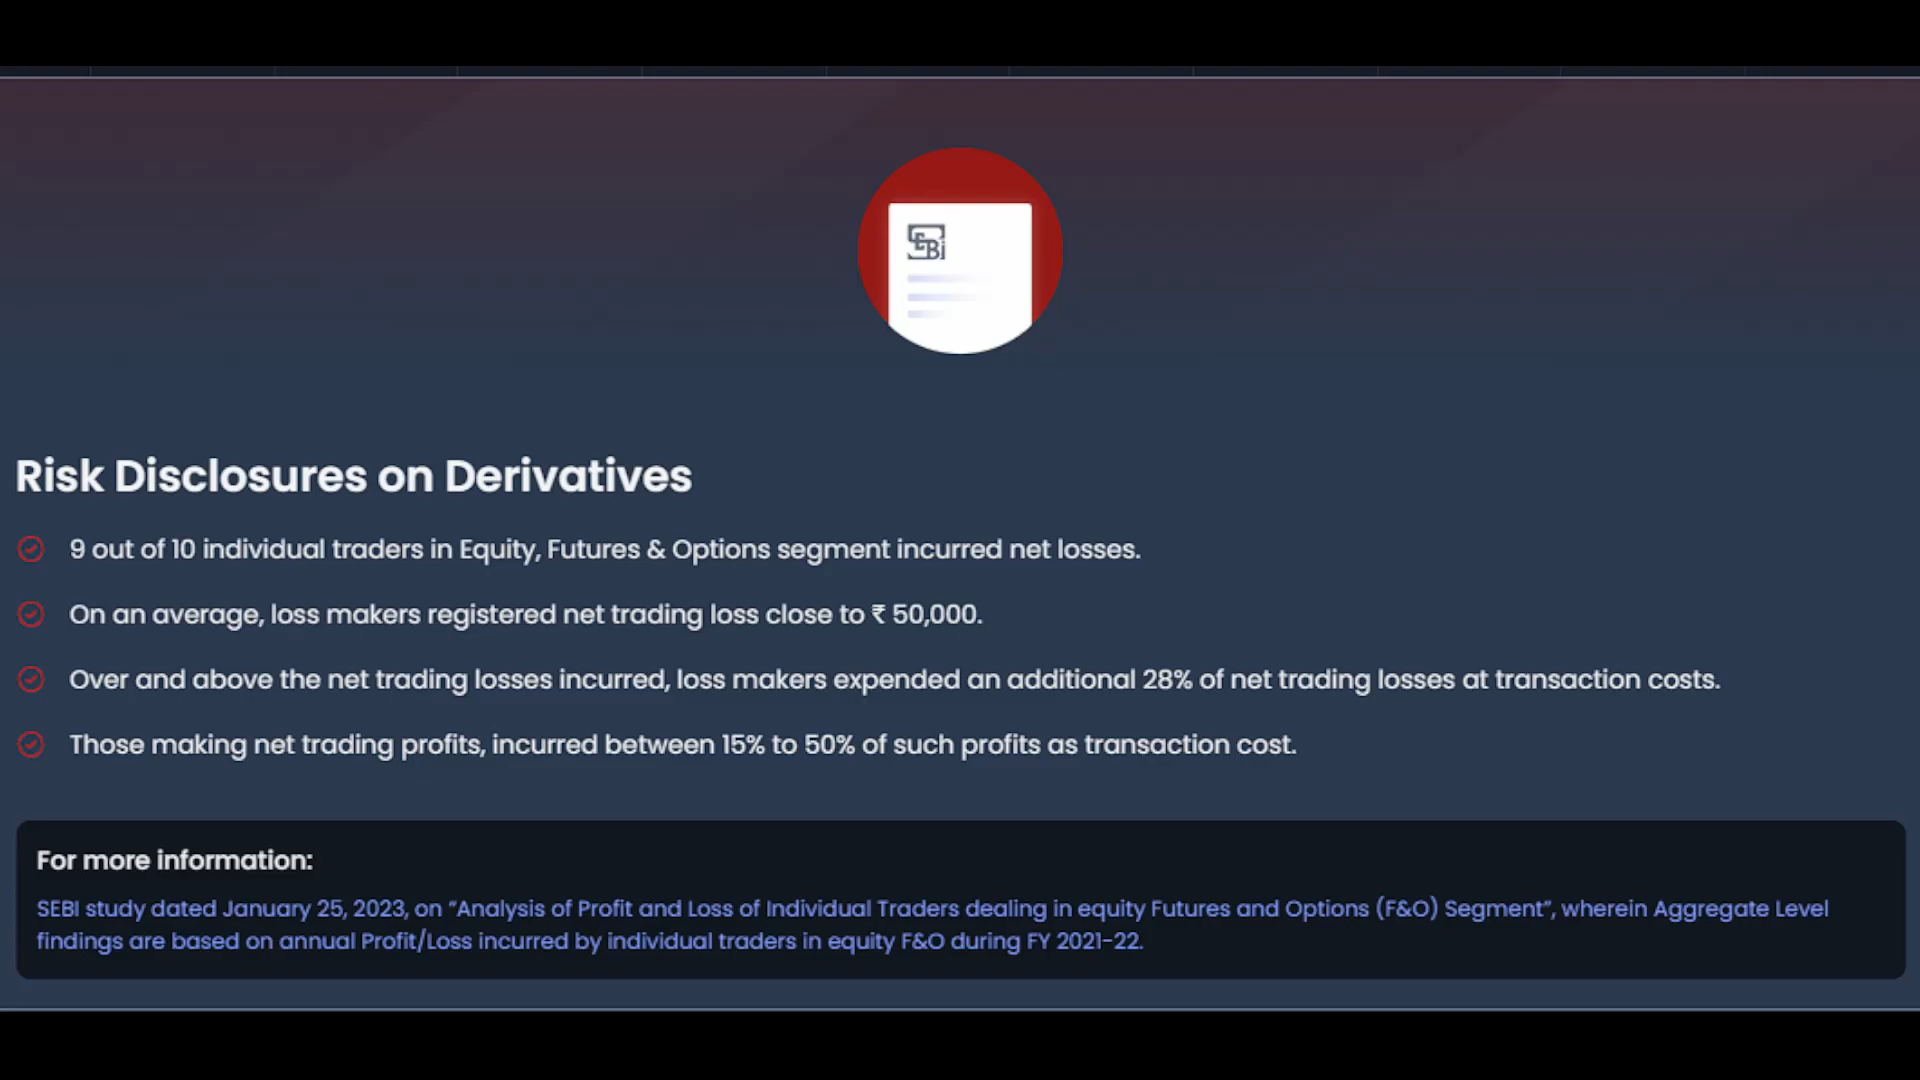 SEBi
Risk Disclosures on Derivatives
9 out of 10 individual traders in Equity, Futures & Options segment incurred net losses.
On an average, loss makers registered net trading loss close to ₹ 50,000.
Over and above the net trading losses incurred, loss makers expended an additional 28% of net trading losses at transaction costs.
Those making net trading profits, incurred between 15% to 50% of such profits as transaction cost.
For more information:
SEBI study dated January 25, 2023, on “Analysis of Profit and Loss of Individual Traders dealing in equity Futures and Options (F&O) Segment”, wherein Aggregate Level
findings are based on annual Profit/Loss incurred by individual traders in equity F&O during FY 2021-22.